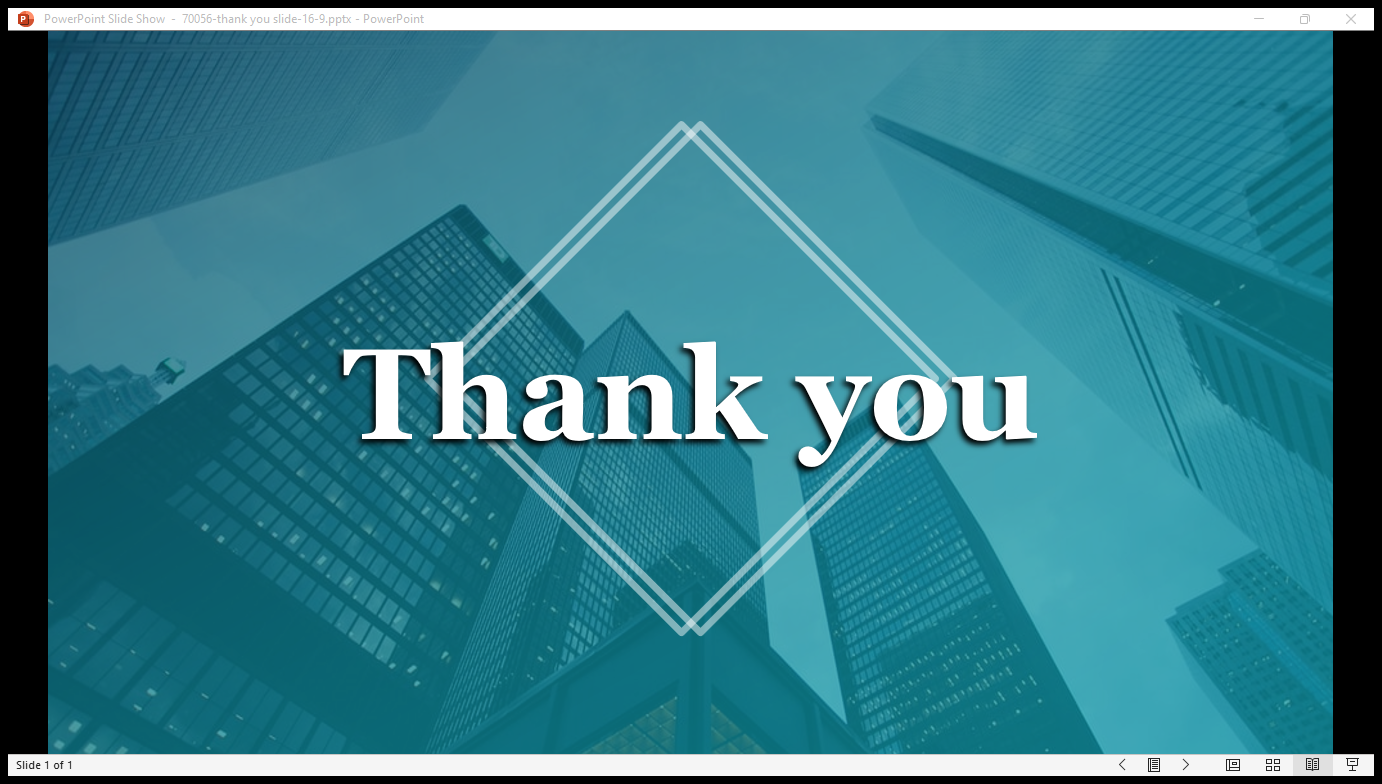 PowerPoint Slide Show - 70056-thank you slide-16-9.pptx - PowerPoint
Thank you
Slide 1 of 1